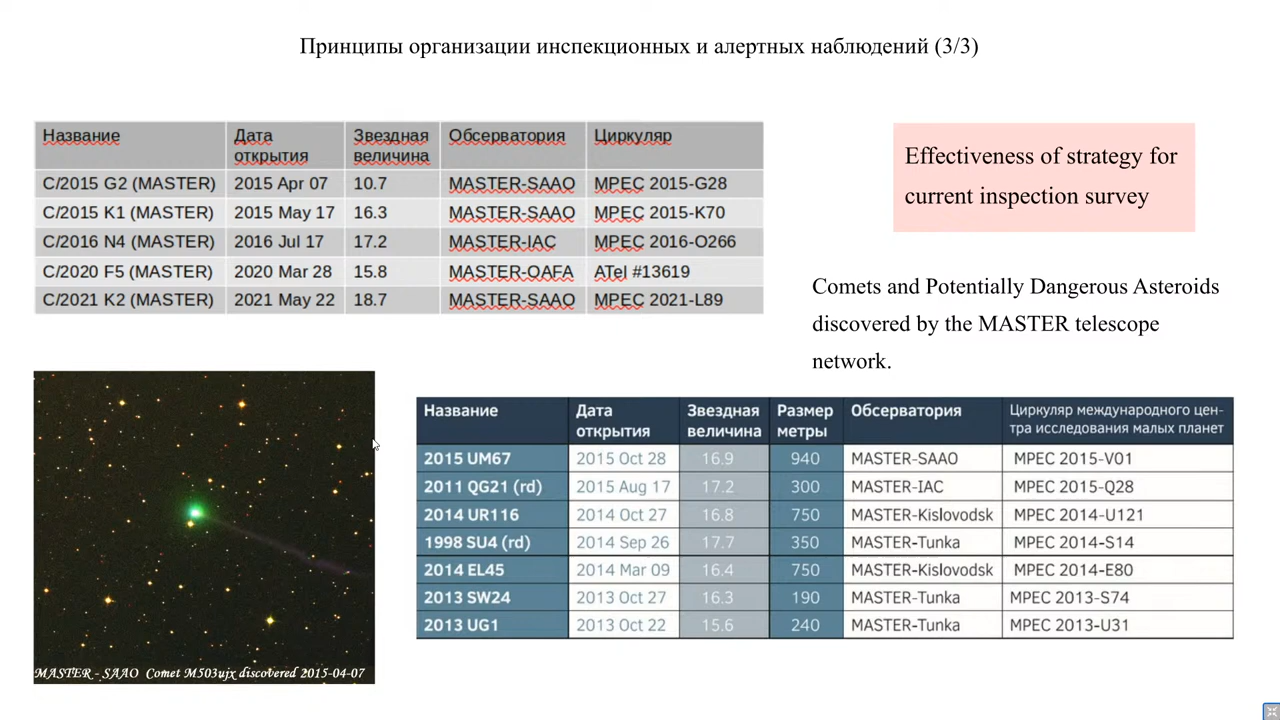 Принципы организации инспекционных и алертных наблюдений (3/3)
Название Дата открытия Звездная величина Обсерватория Циркуляр
C/2015 G2 (MASTER) 2015 Apr 07 10.7 MASTER-SAAO MPEC 2015-G28
C/2015 K1 (MASTER) 2015 May 17 16.3 MASTER-SAAO MPEC 2015-K70
C/2016 N4 (MASTER) 2016 Jul 17 17.2 MASTER-IAC MPEC 2016-O266
C/2020 F5 (MASTER) 2020 Mar 28 15.8 MASTER-OAFA ATel #13619
C/2021 K2 (MASTER) 2021 May 22 18.7 MASTER-SAAO MPEC 2021-L89
Effectiveness of strategy for
current inspection survey
Comets and Potentially Dangerous Asteroids
discovered by the MASTER telescope
network.
MASTER - SAAO Comet M503ujx discovered 2015-04-07
Название Дата открытия Звездная величина Размер метры Обсерватория Циркуляр международного цен-
тра исследования малых планет
2015 UM67 2015 Oct 28 16.9 940 MASTER-SAAO MPEC 2015-V01
2011 QG21 (rd) 2015 Aug 17 17.2 300 MASTER-IAC MPEC 2015-Q28
2014 UR116 2014 Oct 27 16.8 750 MASTER-Kislovodsk MPEC 2014-U121
1998 SU4 (rd) 2014 Sep 26 17.7 350 MASTER-Tunka MPEC 2014-S14
2014 EL45 2014 Mar 09 16.4 750 MASTER-Kislovodsk MPEC 2014-E80
2013 SW24 2013 Oct 27 16.3 190 MASTER-Tunka MPEC 2013-S74
2013 UG1 2013 Oct 22 15.6 240 MASTER-Tunka MPEC 2013-U31